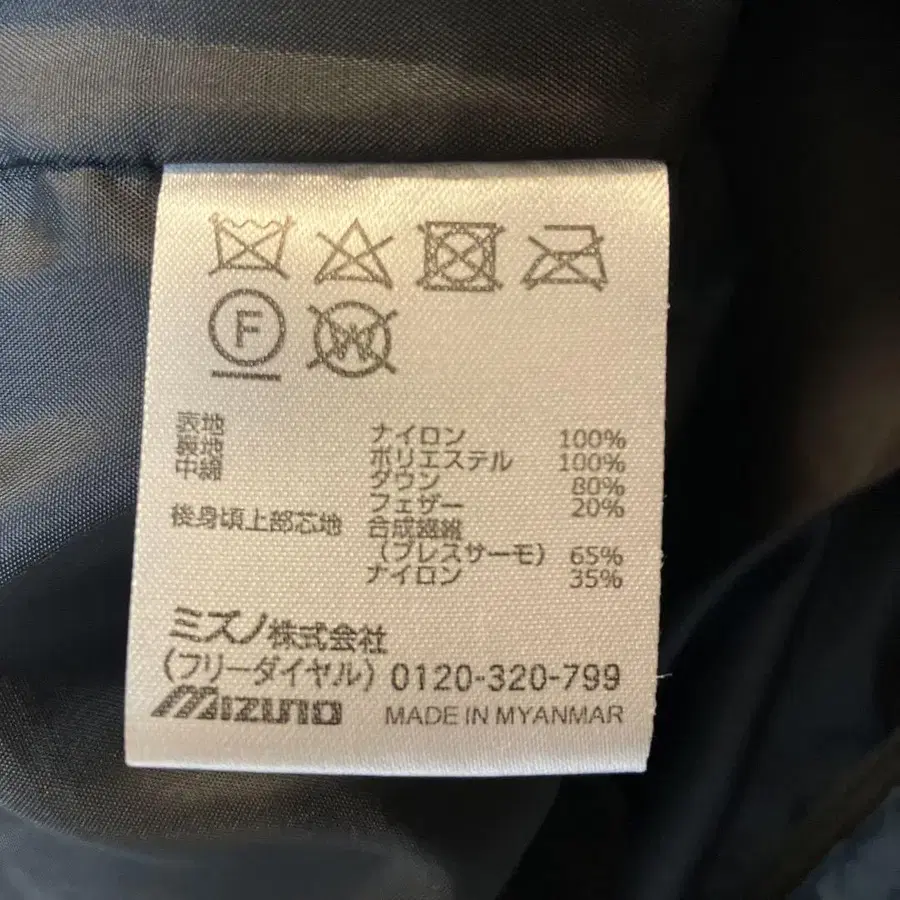 F
W
表地 ナイロン 100%
裏地 ポリエステル 100%
中綿 ダウン 80%
フェザー 20%
後身頃上部芯地 合成繊維
(ブレスサーモ) 65%
ナイロン 35%
ミズノ株式会社
(フリーダイヤル) 0120-320-799
MIZUNO MADE IN MYANMAR